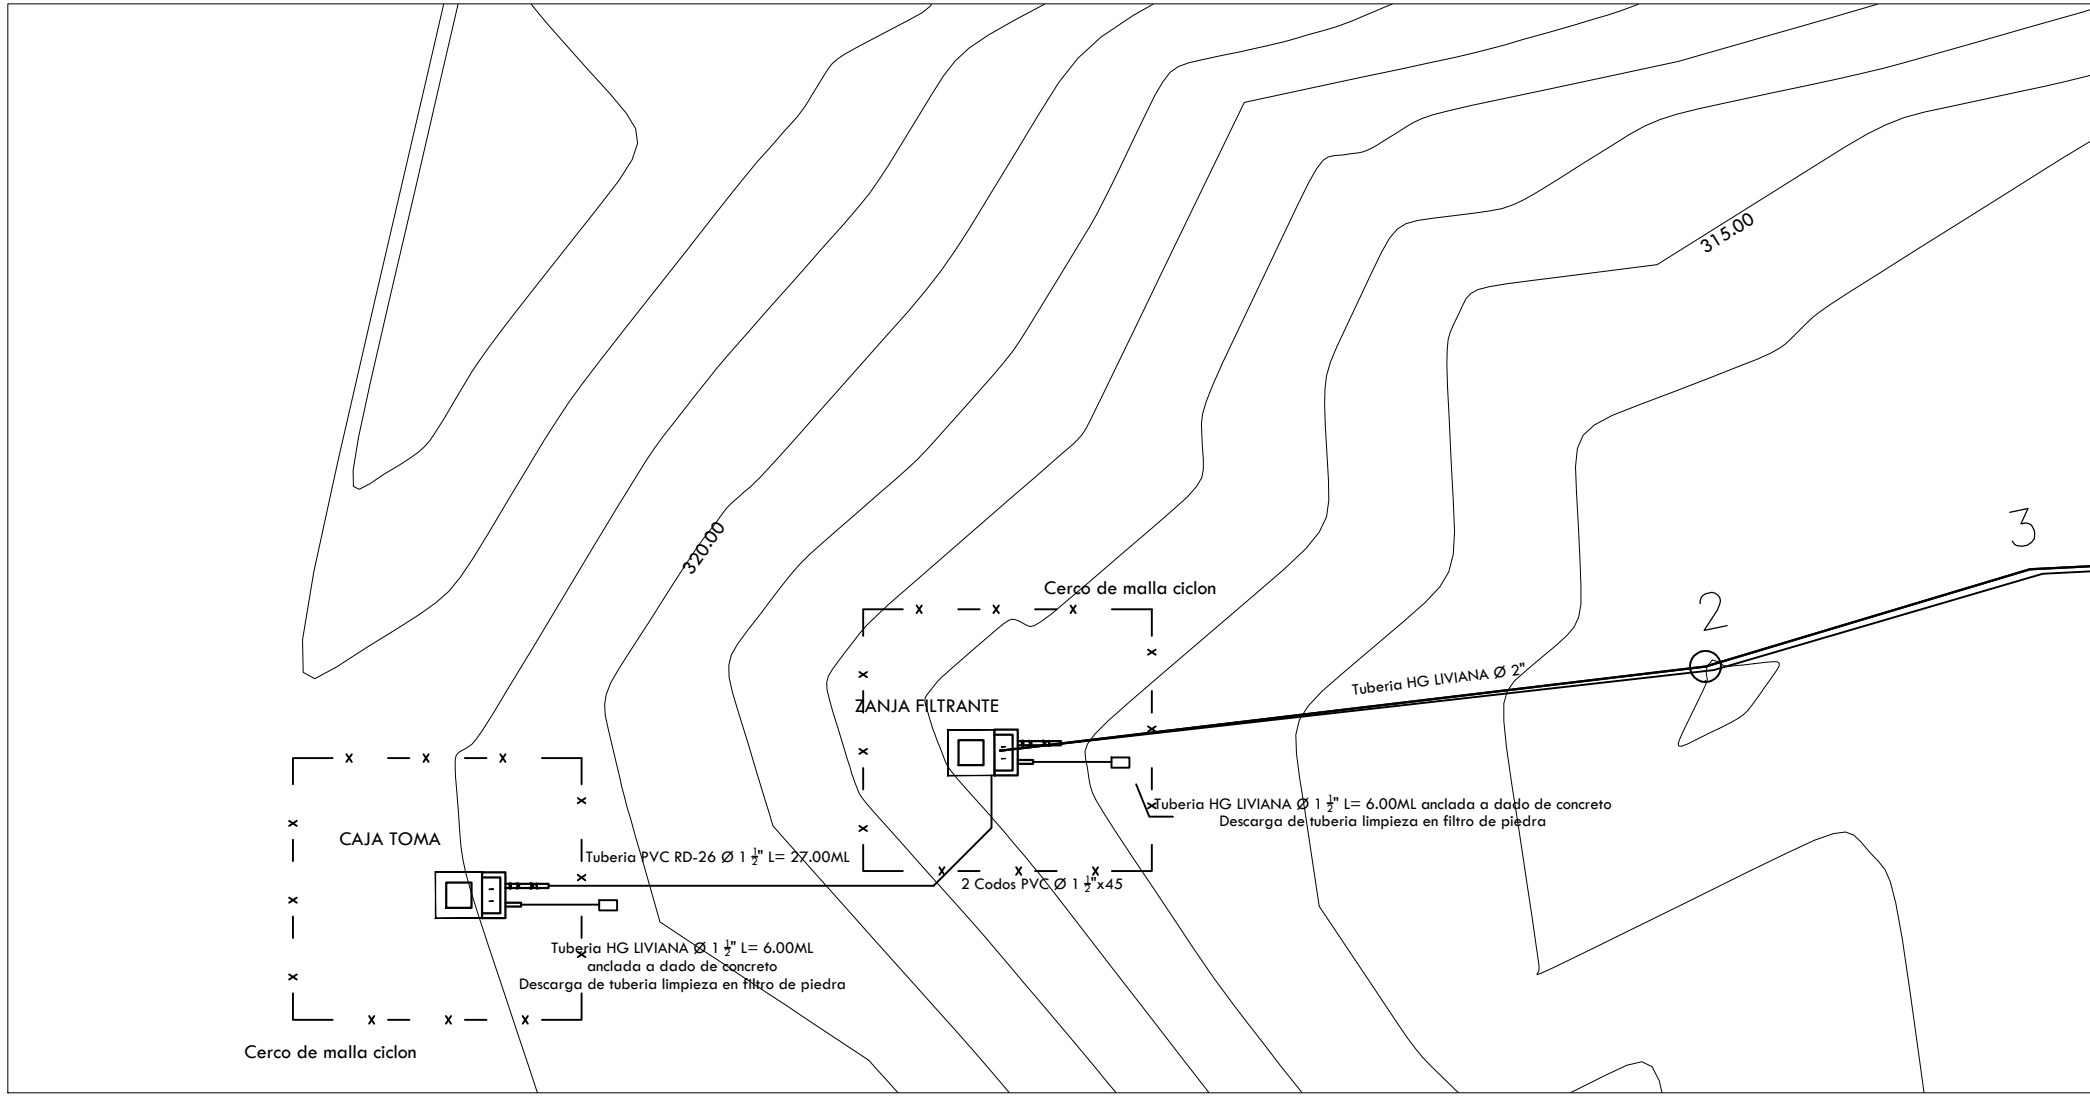 315.00
320.00
3
Cerco de malla ciclon
2
Tuberia HG LIVIANA Ø 2"
ZANJA FILTRANTE
Tuberia HG LIVIANA Ø 1 ½" L= 6.00ML anclada a dado de concreto
Descarga de tuberia limpieza en filtro de piedra
CAJA TOMA
Tuberia PVC RD-26 Ø 1 ½" L= 27.00ML
2 Codos PVC Ø 1 ½"x45
Tuberia HG LIVIANA Ø 1 ½" L= 6.00ML
anclada a dado de concreto
Descarga de tuberia limpieza en filtro de piedra
Cerco de malla ciclon